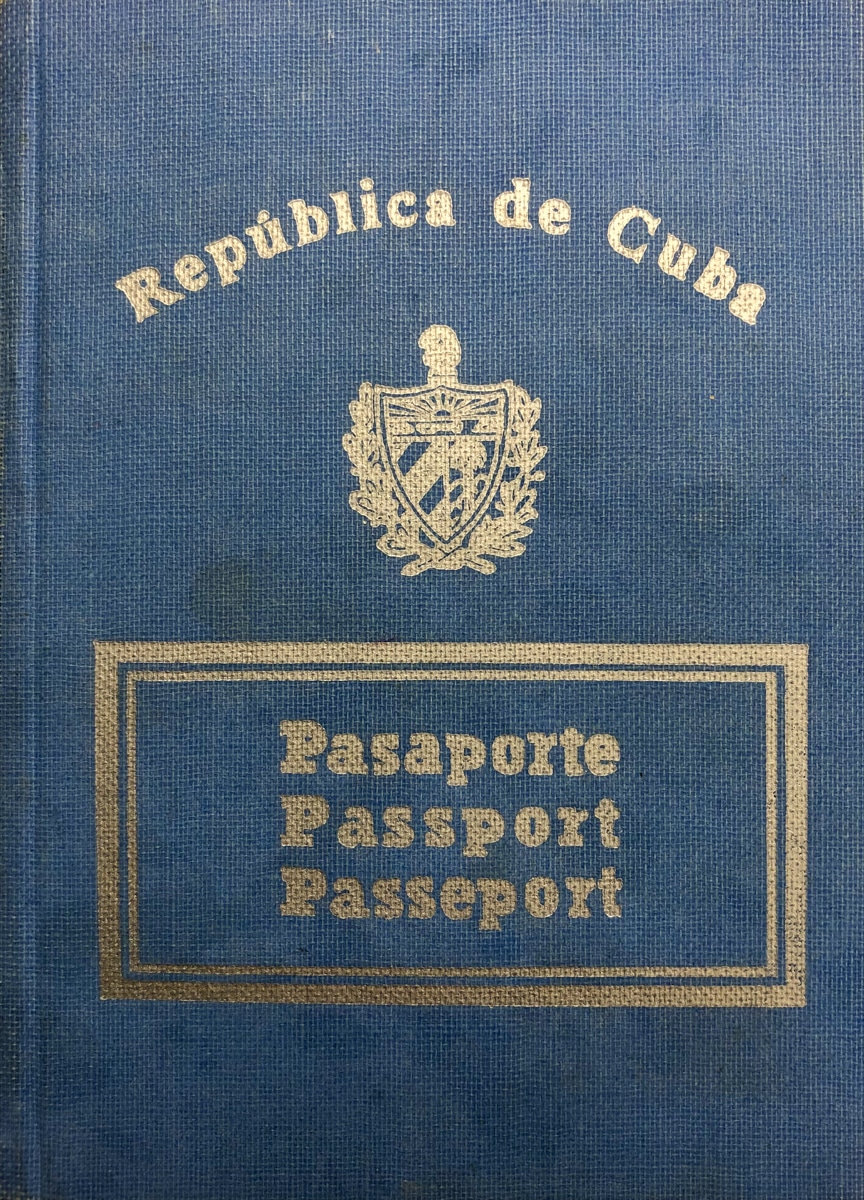 República de Cuba
Pasaporte
Passport
Passeport